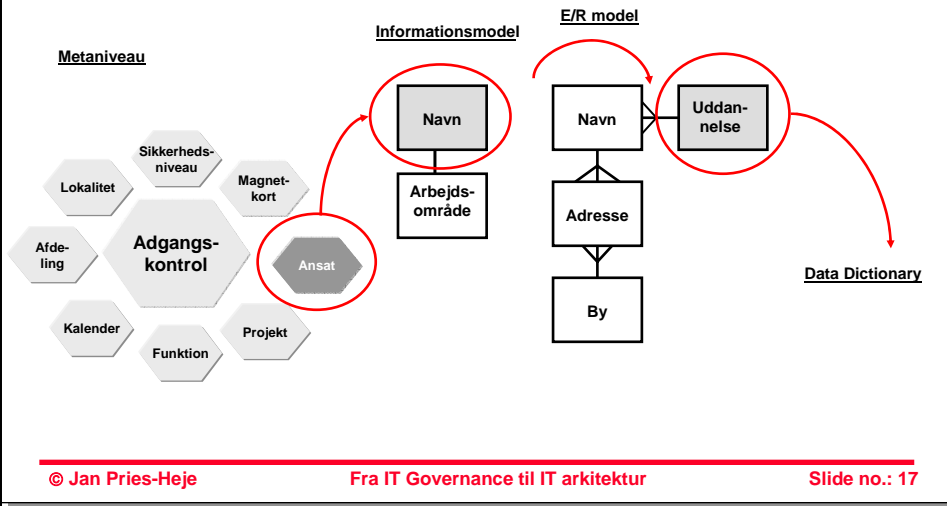 E/R model
Informationsmodel
Metaniveau
Navn
Arbejds-
område
Navn
Uddan-
nelse
Adresse
By
Data Dictionary
Sikkerheds-
niveau
Lokalitet
Magnet-
kort
Afde-
ling
Adgangs-
kontrol
Ansat
Kalender
Funktion
Projekt
© Jan Pries-Heje
Fra IT Governance til IT arkitektur
Slide no.: 17